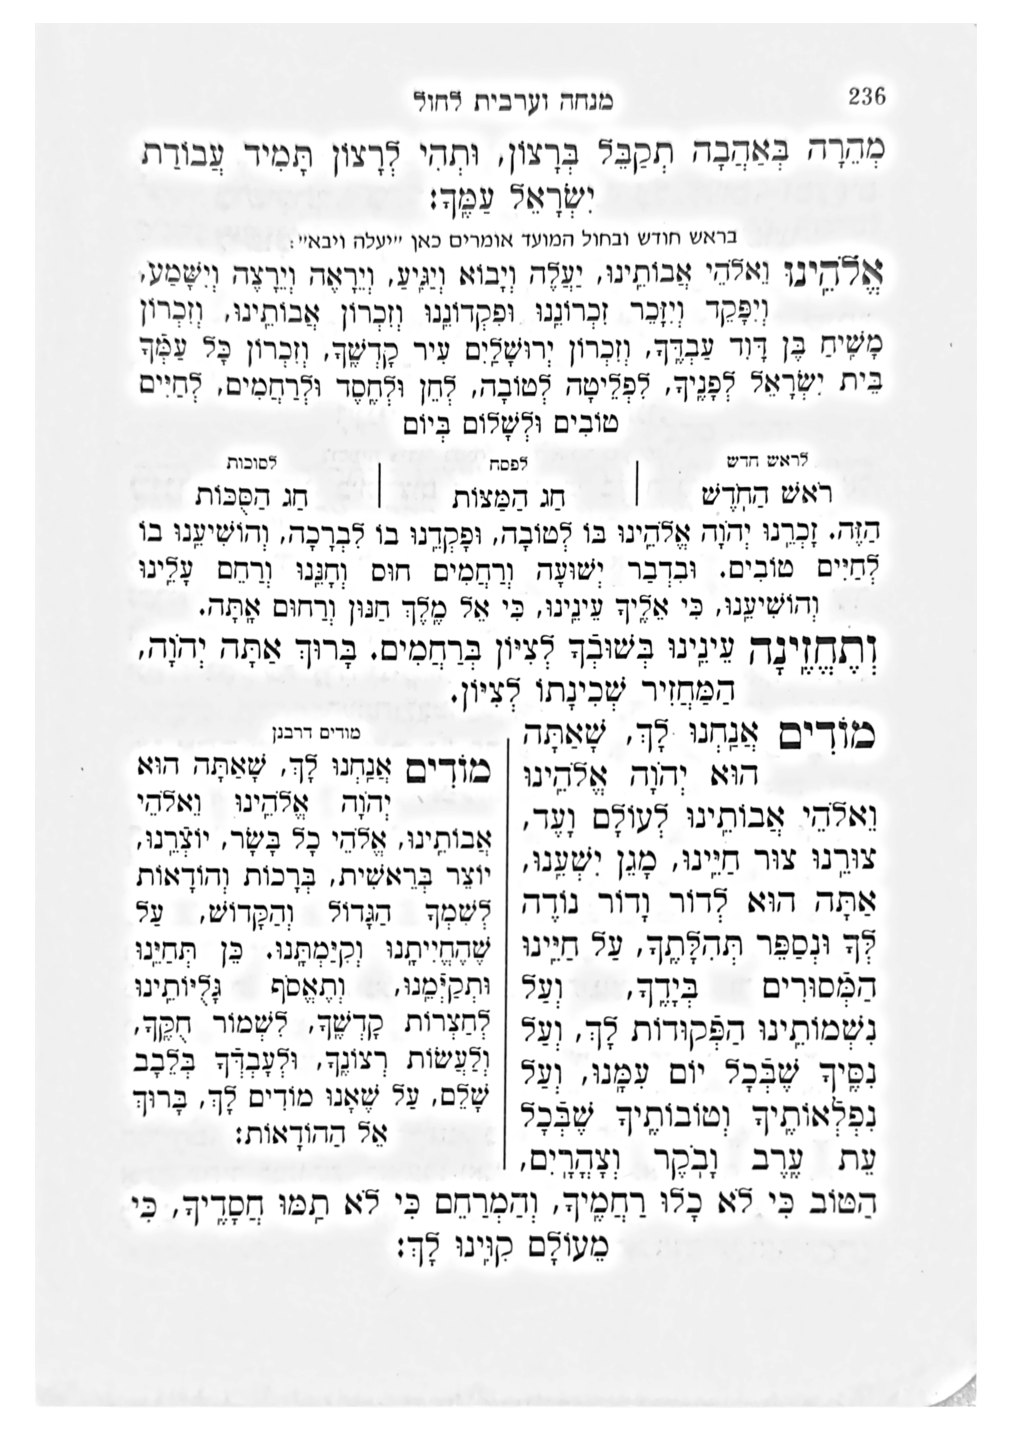 236
מנחה וערבית לחול
מְהֵרָה בְּאַהֲבָה תְקַבֵּל בְּרָצוֹן, וּתְהִי לְרָצוֹן תָּמִיד עֲבוֹדַת
יִשְׂרָאֵל עַמֶּךָ:
בראש חודש ובחול המועד אומרים כאן "יעלה ויבא":
אֱלֹהֵינוּ וֵאלֹהֵי אֲבוֹתֵינוּ, יַעֲלֶה וְיָבוֹא וְיַגִּיעַ, וְיֵרָאֶה וְיֵרָצֶה וְיִשָּׁמַע,
וְיִפָּקֵד וְיִזָּכֵר זִכְרוֹנֵנוּ וּפִקְדוֹנֵנוּ וְזִכְרוֹן אֲבוֹתֵינוּ, וְזִכְרוֹן
מָשִׁיחַ בֶּן דָּוִד עַבְדֶּךָ, וְזִכְרוֹן יְרוּשָׁלַיִם עִיר קָדְשֶׁךָ, וְזִכְרוֹן כָּל עַמְּךָ
בֵּית יִשְׂרָאֵל לְפָנֶיךָ, לִפְלֵיטָה לְטוֹבָה, לְחֵן וּלְחֶסֶד וּלְרַחֲמִים, לְחַיִּים
טוֹבִים וּלְשָׁלוֹם בְּיוֹם
לראש חדש
רֹאשׁ הַחֹדֶשׁ
לפסח
חַג הַמַּצּוֹת
לסוכות
חַג הַסֻּכּוֹת
הַזֶּה. זָכְרֵנוּ יְהֹוָה אֱלֹהֵינוּ בּוֹ לְטוֹבָה, וּפָקְדֵנוּ בוֹ לִבְרָכָה, וְהוֹשִׁיעֵנוּ בוֹ
לְחַיִּים טוֹבִים. וּבִדְבַר יְשׁוּעָה וְרַחֲמִים חוּס וְחָנֵּנוּ וְרַחֵם עָלֵינוּ
וְהוֹשִׁיעֵנוּ, כִּי אֵלֶיךָ עֵינֵינוּ, כִּי אֵל מֶלֶךְ חַנּוּן וְרַחוּם אָתָּה.
וְתֶחֱזֶינָה עֵינֵינוּ בְּשׁוּבְךָ לְצִיּוֹן בְּרַחֲמִים. בָּרוּךְ אַתָּה יְהֹוָה,
הַמַּחֲזִיר שְׁכִינָתוֹ לְצִיּוֹן.
מוֹדִים אֲנַחְנוּ לָךְ, שָׁאַתָּה
הוּא יְהֹוָה אֱלֹהֵינוּ
וֵאלֹהֵי אֲבוֹתֵינוּ לְעוֹלָם וָעֶד,
צוּרֵנוּ צוּר חַיֵּינוּ, מָגֵן יִשְׁעֵנוּ,
אַתָּה הוּא לְדוֹר וָדוֹר נוֹדֶה
לְּךָ וּנְסַפֵּר תְּהִלָּתֶךָ, עַל חַיֵּינוּ
הַמְּסוּרִים בְּיָדֶךָ, וְעַל
נִשְׁמוֹתֵינוּ הַפְּקוּדוֹת לָךְ, וְעַל
נִסֶּיךָ שֶׁבְּכָל יוֹם עִמָּנוּ, וְעַל
נִפְלְאוֹתֶיךָ וְטוֹבוֹתֶיךָ שֶׁבְּכָל
עֵת עֶרֶב וָבֹקֶר וְצָהֳרָיִם,
מודים דרבנן
מוֹדִים אֲנַחְנוּ לָךְ, שָׁאַתָּה הוּא
יְהֹוָה אֱלֹהֵינוּ וֵאלֹהֵי
אֲבוֹתֵינוּ, אֱלֹהֵי כָל בָּשָׂר, יוֹצְרֵנוּ,
יוֹצֵר בְּרֵאשִׁית, בְּרָכוֹת וְהוֹדָאוֹת
לְשִׁמְךָ הַגָּדוֹל וְהַקָּדוֹשׁ, עַל
שֶׁהֶחֱיִיתָנוּ וְקִיַּמְתָּנוּ. כֵּן תְּחַיֵּנוּ
וּתְקַיְּמֵנוּ, וְתֶאֱסֹף גָּלֻיּוֹתֵינוּ
לְחַצְרוֹת קָדְשֶׁךָ, לִשְׁמוֹר חֻקֶּיךָ,
וְלַעֲשׂוֹת רְצוֹנֶךָ, וּלְעָבְדְּךָ בְּלֵבָב
שָׁלֵם, עַל שֶׁאָנוּ מוֹדִים לָךְ, בָּרוּךְ
אֵל הַהוֹדָאוֹת:
הַטּוֹב כִּי לֹא כָלוּ רַחֲמֶיךָ, וְהַמְרַחֵם כִּי לֹא תַמּוּ חֲסָדֶיךָ, כִּי
מֵעוֹלָם קִוִּינוּ לָךְ: